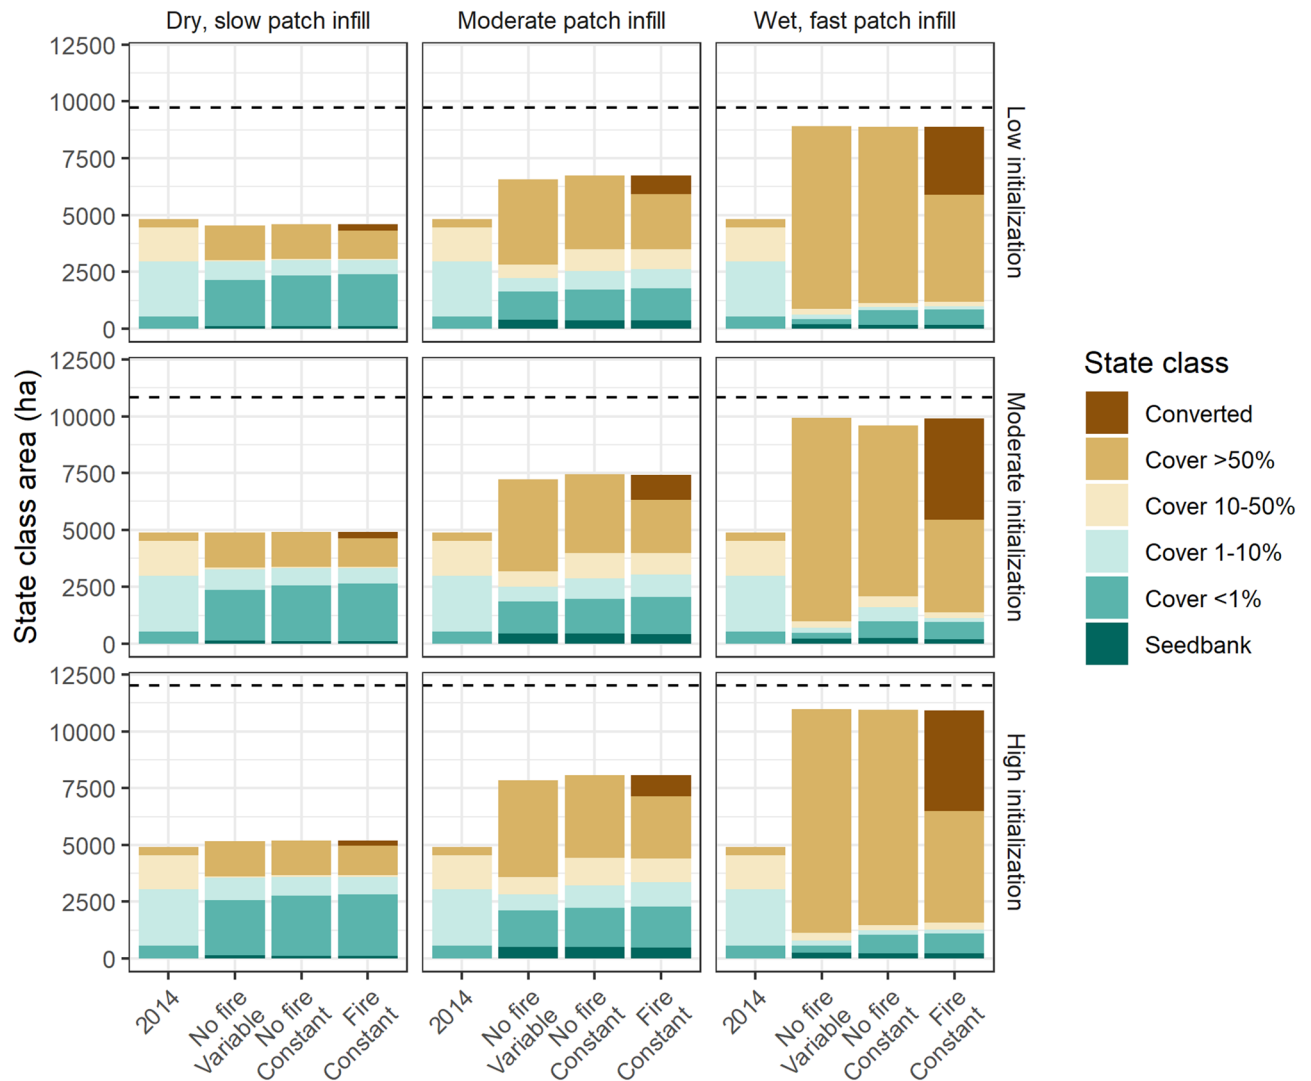 Dry, slow patch infill
Moderate patch infill
Wet, fast patch infill
State class area (ha)
12500
10000
7500
5000
2500
0
Low initialization
12500
10000
7500
5000
2500
0
Moderate initialization
12500
10000
7500
5000
2500
0
High initialization
2014
No fire
Variable
No fire
Constant
Fire
Constant
2014
No fire
Variable
No fire
Constant
Fire
Constant
2014
No fire
Variable
No fire
Constant
Fire
Constant
State class
Converted
Cover >50%
Cover 10-50%
Cover 1-10%
Cover <1%
Seedbank